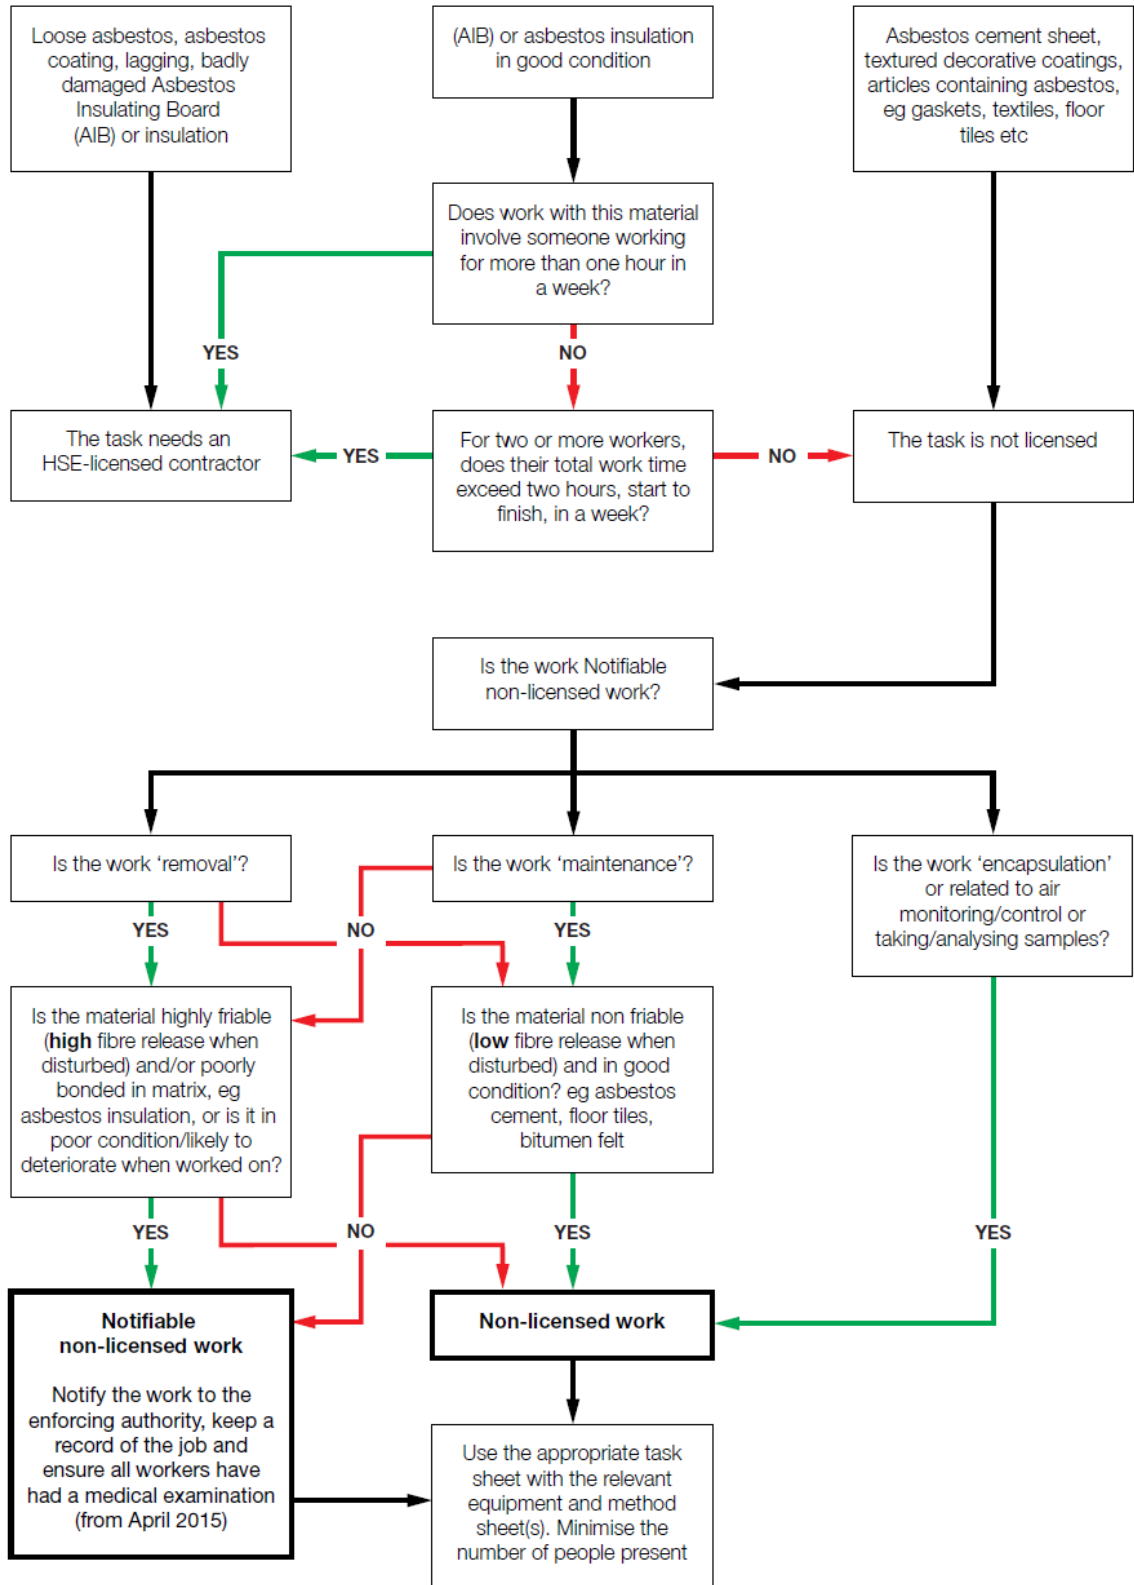 Loose asbestos, asbestos
coating, lagging, badly
damaged Asbestos
Insulating Board
(AIB) or insulation
(AIB) or asbestos insulation
in good condition
Asbestos cement sheet,
textured decorative coatings,
articles containing asbestos,
eg gaskets, textiles, floor
tiles etc
Does work with this material
involve someone working
for more than one hour in
a week?
YES
NO
The task needs an
HSE-licensed contractor
YES
For two or more workers,
does their total work time
exceed two hours, start to
finish, in a week?
NO
The task is not licensed
Is the work Notifiable
non-licensed work?
Is the work ‘removal’?
Is the work ‘maintenance’?
Is the work ‘encapsulation’
or related to air
monitoring/control or
taking/analysing samples?
YES
NO
YES
Is the material highly friable
(high fibre release when
disturbed) and/or poorly
bonded in matrix, eg
asbestos insulation, or is it in
poor condition/likely to
deteriorate when worked on?
Is the material non friable
(low fibre release when
disturbed) and in good
condition? eg asbestos
cement, floor tiles,
bitumen felt
YES
NO
YES
YES
Notifiable
non-licensed work
Notify the work to the
enforcing authority, keep a
record of the job and
ensure all workers have
had a medical examination
(from April 2015)
Non-licensed work
Use the appropriate task
sheet with the relevant
equipment and method
sheet(s). Minimise the
number of people present